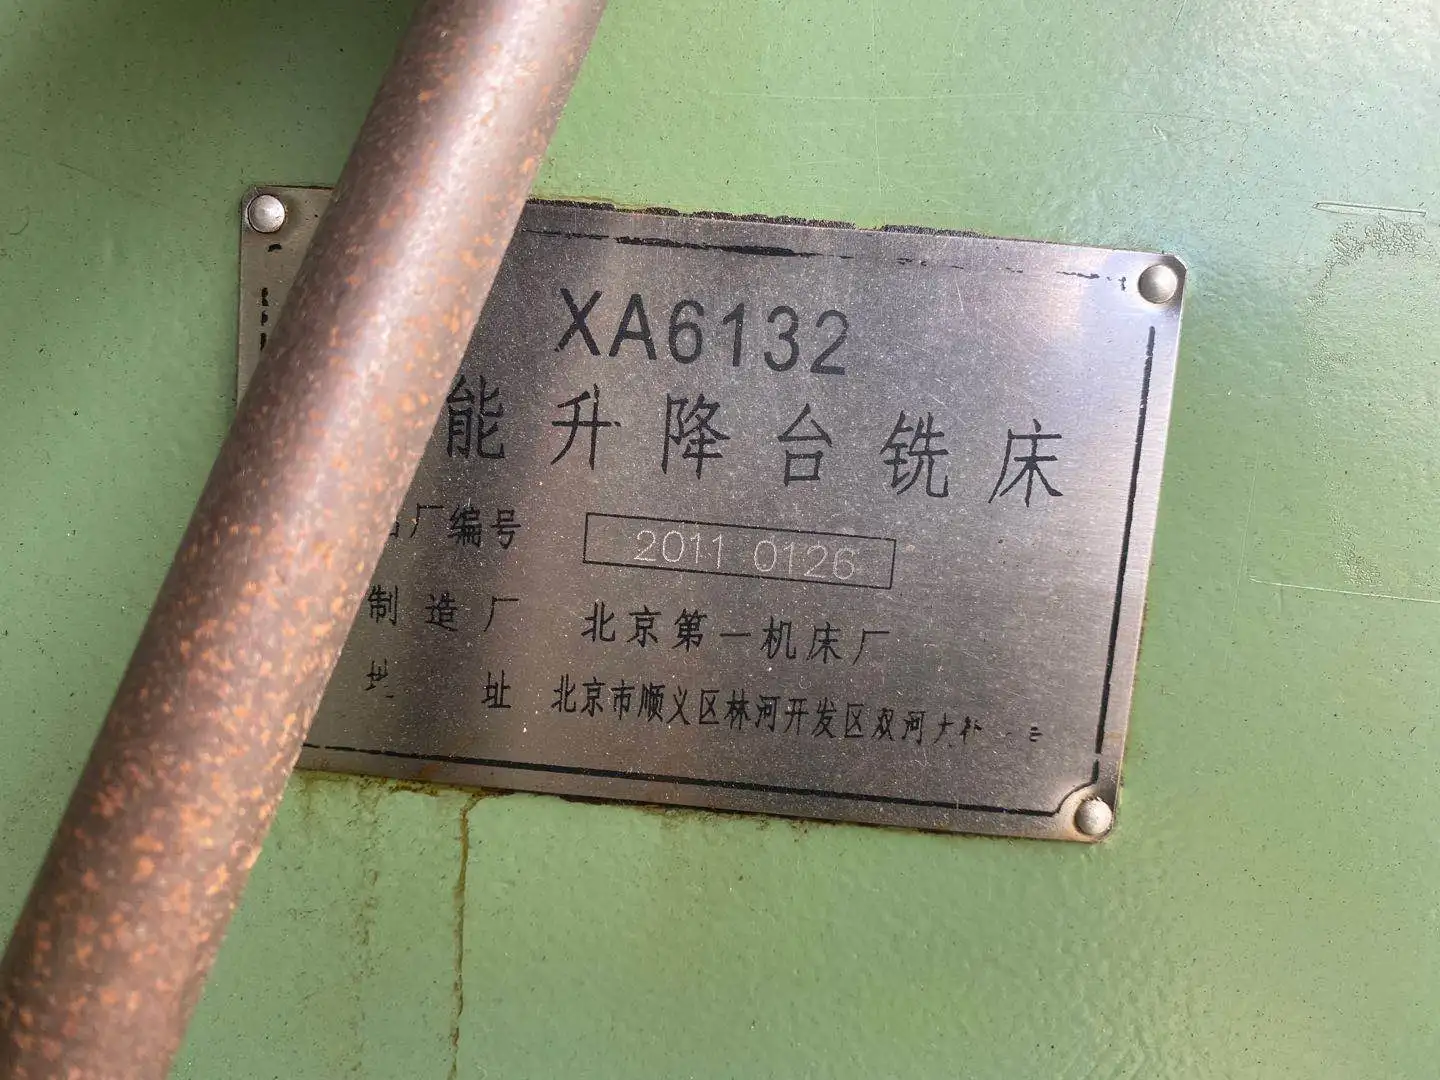 XA6132
能升降台铣床
厂编号 2011 0126
制造厂 北京第一机床厂
址 北京市顺义区林河开发区双河大